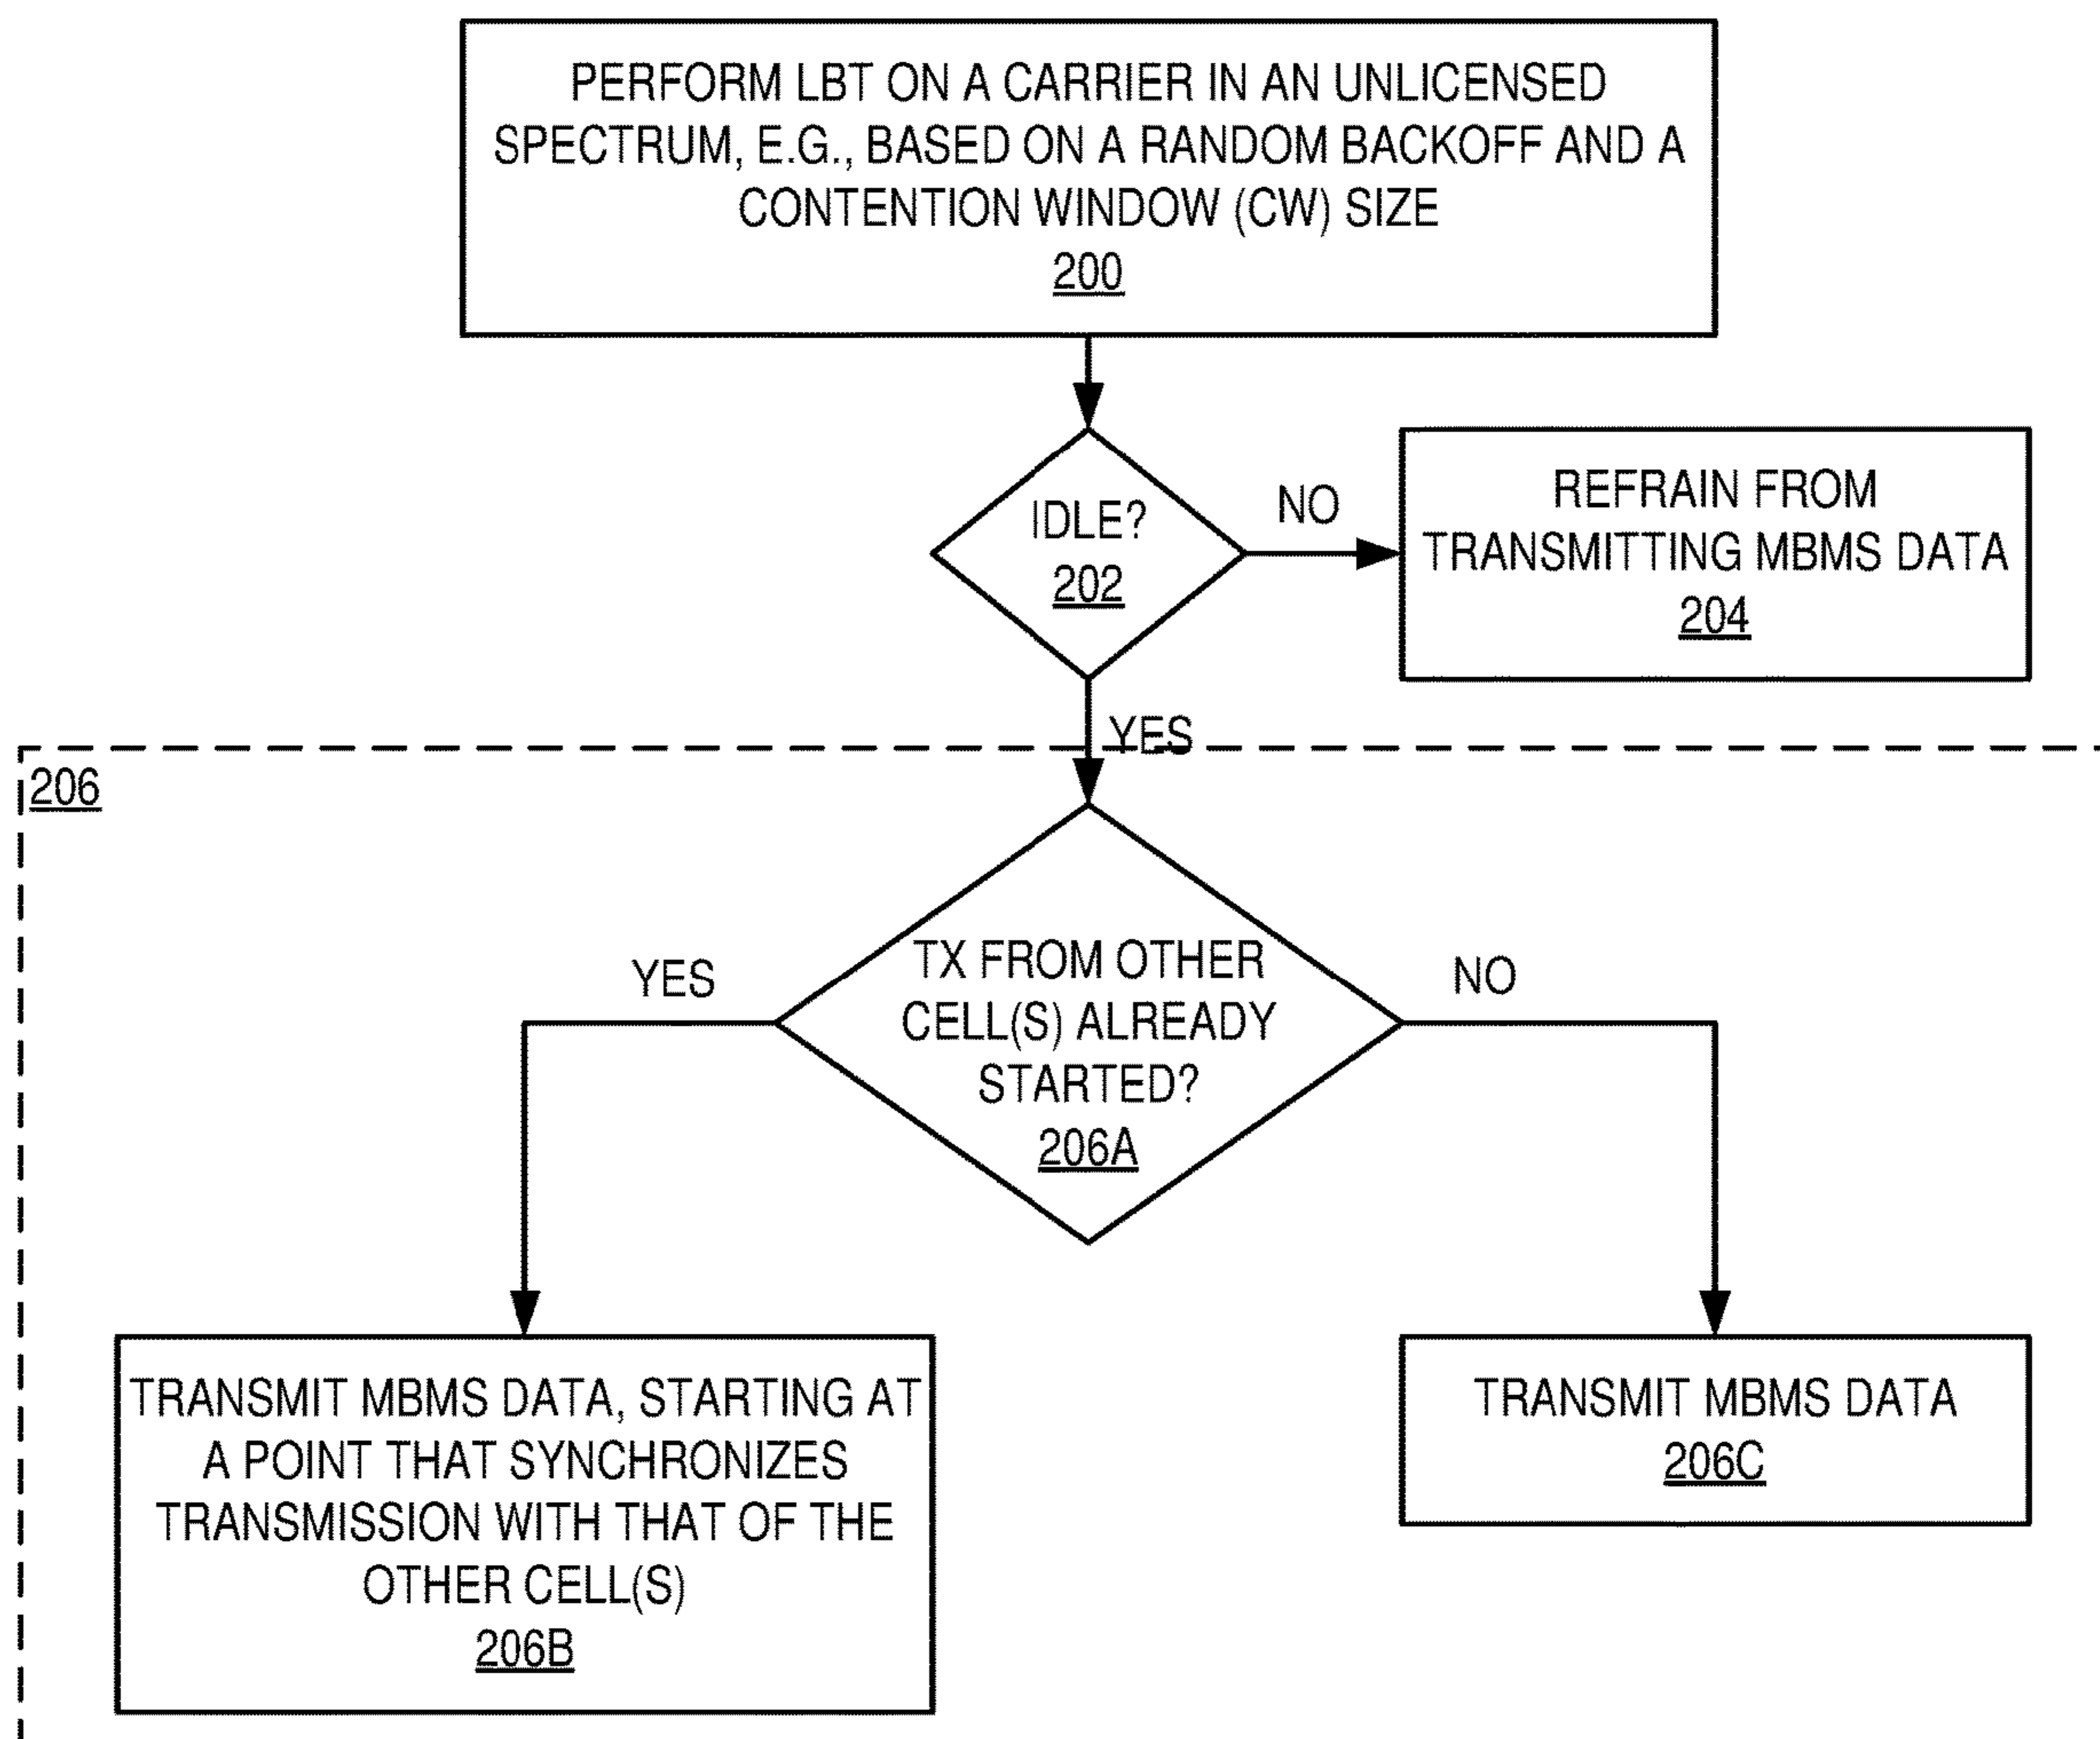 PERFORM LBT ON A CARRIER IN AN UNLICENSED
SPECTRUM, E.G., BASED ON A RANDOM BACKOFF AND A
CONTENTION WINDOW (CW) SIZE
200
IDLE?
202
NO
REFRAIN FROM
TRANSMITTING MBMS DATA
204
YES
206
TX FROM OTHER
CELL(S) ALREADY
STARTED?
206A
YES
NO
TRANSMIT MBMS DATA, STARTING AT
A POINT THAT SYNCHRONIZES
TRANSMISSION WITH THAT OF THE
OTHER CELL(S)
206B
TRANSMIT MBMS DATA
206C